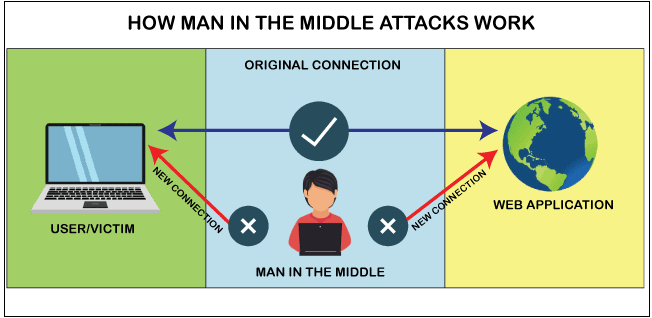 HOW MAN IN THE MIDDLE ATTACKS WORK
ORIGINAL CONNECTION
NEW CONNECTION
NEW CONNECTION
USER/VICTIM
MAN IN THE MIDDLE
WEB APPLICATION